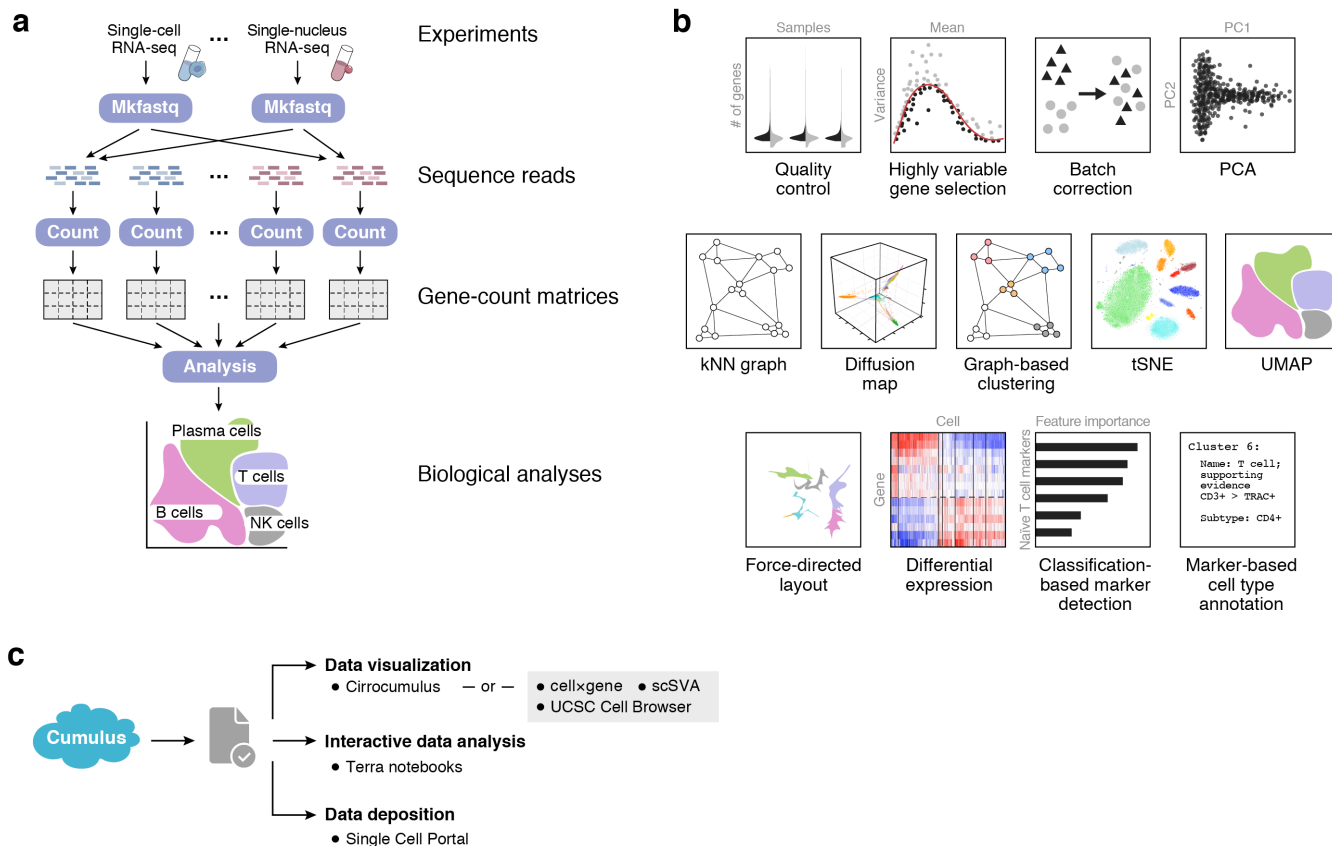 a
Single-cell
RNA-seq
...
Single-nucleus
RNA-seq
Experiments
Mkfastq
Mkfastq
...
Sequence reads
Count
Count
...
Count
Count
...
Gene-count matrices
Analysis
Plasma cells
T cells
B cells
NK cells
Biological analyses
b
Samples
# of genes
Quality
control
Mean
Variance
Highly variable
gene selection
Batch
correction
PC1
PC2
PCA
kNN graph
Diffusion
map
Graph-based
clustering
tSNE
UMAP
Force-directed
layout
Cell
Gene
Differential
expression
Feature importance
Naïve T cell markers
Classification-
based marker
detection
Cluster 6:
Name: T cell;
supporting
evidence
CD3+ > TRAC+
Subtype: CD4+
Marker-based
cell type
annotation
c
Cumulus
Data visualization
• Cirrocumulus — or — • cell×gene • scSVA
• UCSC Cell Browser
Interactive data analysis
• Terra notebooks
Data deposition
• Single Cell Portal